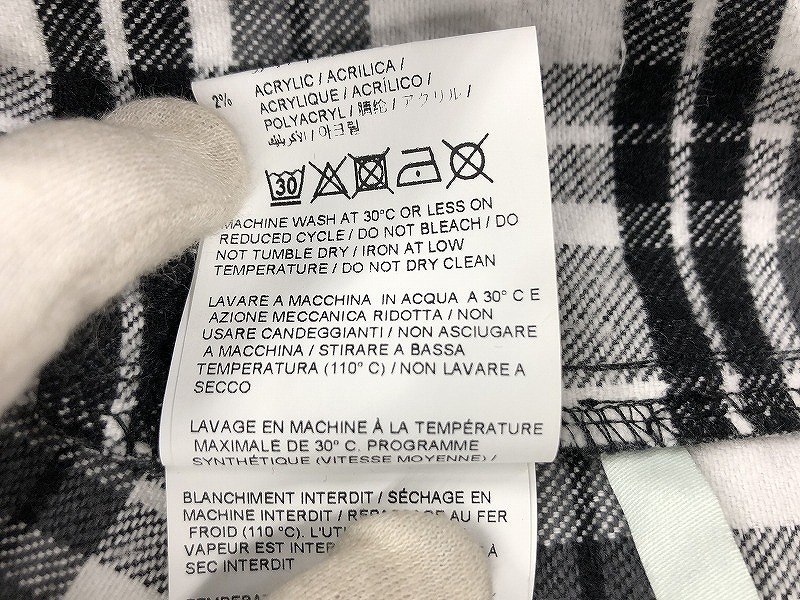 2% ACRYLIC / ACRILICA /
ACRYLIQUE / ACRÍLICO /
POLYACRYL / 腈纶 / アクリル /
아크릴
30
MACHINE WASH AT 30°C OR LESS ON
REDUCED CYCLE / DO NOT BLEACH / DO
NOT TUMBLE DRY / IRON AT LOW
TEMPERATURE / DO NOT DRY CLEAN
LAVARE A MACCHINA IN ACQUA A 30° C E
AZIONE MECCANICA RIDOTTA / NON
USARE CANDEGGIANTI / NON ASCIUGARE
A MACCHINA / STIRARE A BASSA
TEMPERATURA (110° C) / NON LAVARE A
SECCO
LAVAGE EN MACHINE À LA TEMPÉRATURE
MAXIMALE DE 30° C. PROGRAMME
SYNTHÉTIQUE (VITESSE MOYENNE) /
BLANCHIMENT INTERDIT / SÉCHAGE EN
MACHINE INTERDIT / AU FER
FROID (110 °C). L'UTI
VAPEUR EST INTER A
SEC INTERDIT